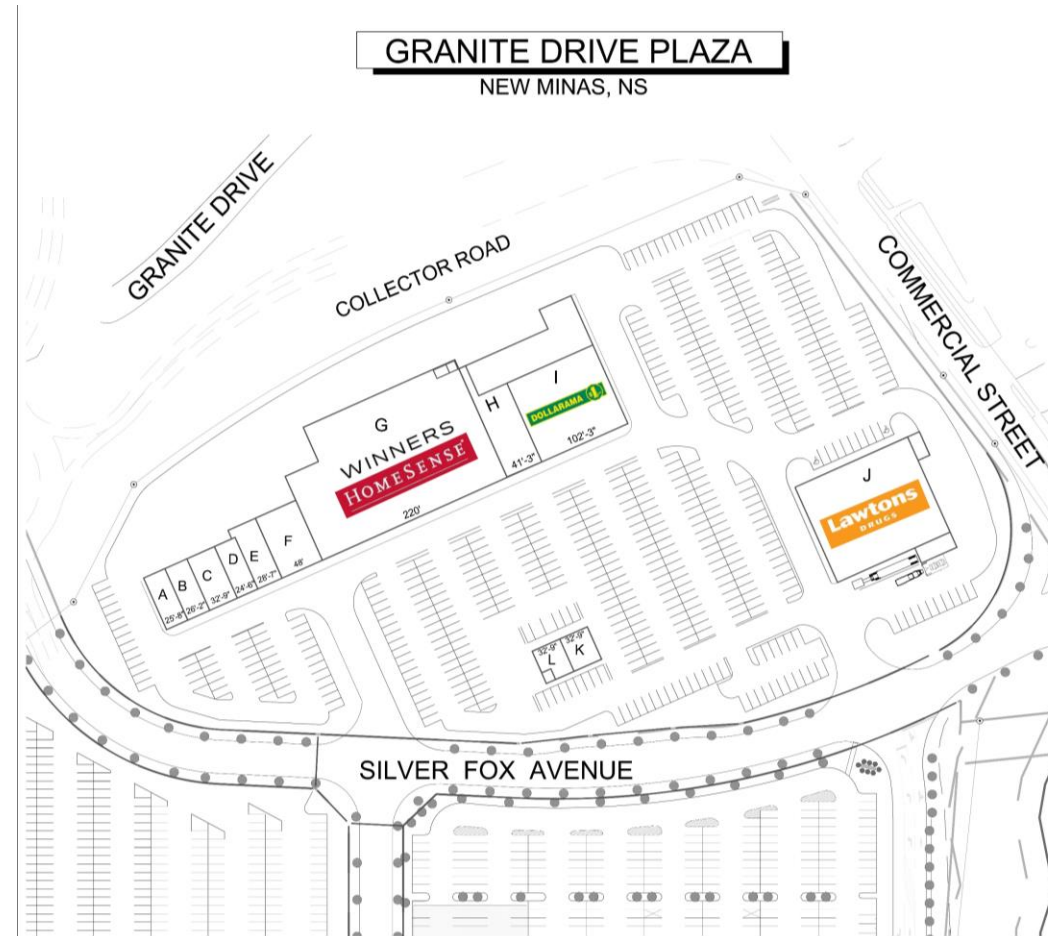 GRANITE DRIVE PLAZA
NEW MINAS, NS
GRANITE DRIVE
COLLECTOR ROAD
COMMERCIAL STREET
I
DOLLARAMA
102'-3"
H
41'-3"
G
WINNERS
HOMESENSE
220'
J
Lawtons
DRUGS
F
48'
E
28'-7"
D
24'-6"
C
32'-9"
B
26'-2"
A
25'-8"
32'-9"
L
32'-9"
K
SILVER FOX AVENUE